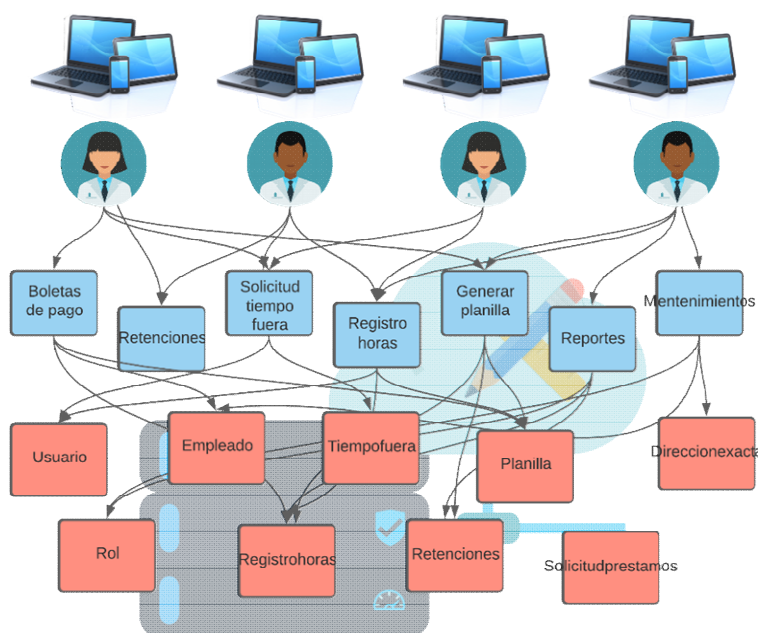 Boletas
de pago
Retenciones
Solicitud
tiempo
fuera
Registro
horas
Generar
planilla
Reportes
Mentenimientos
Usuario
Empleado
Tiempofuera
Planilla
Direccionexacta
Rol
Registrohoras
Retenciones
Solicitudprestamos